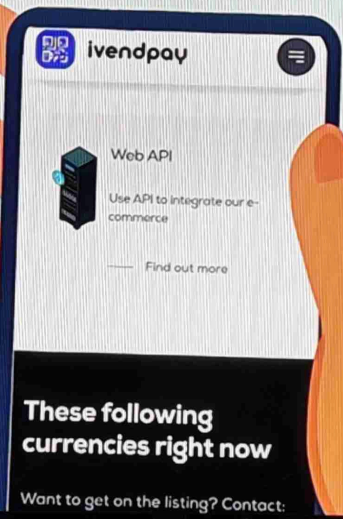 ivendpay
Web API
Use API to integrate our e-
commerce
Find out more
These following
currencies right now
Want to get on the listing? Contact: